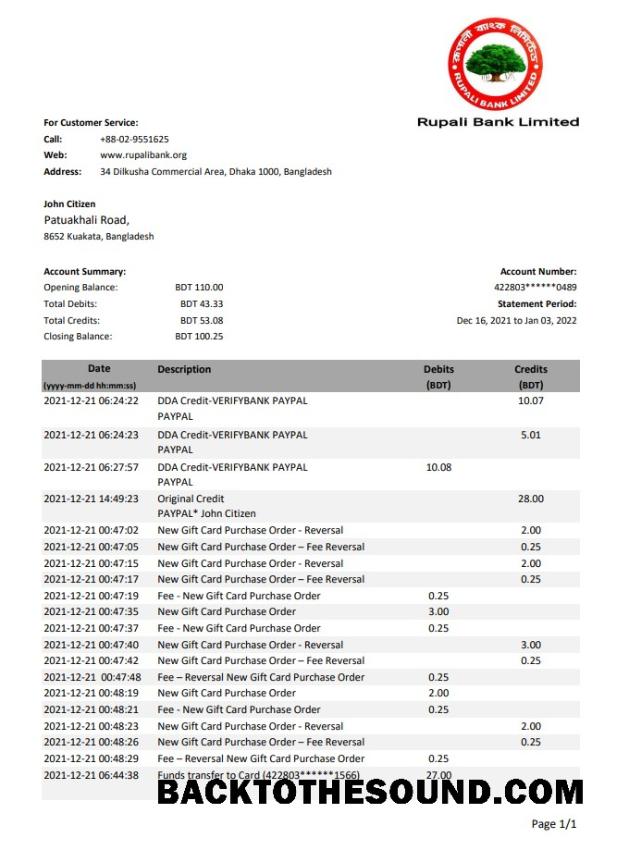 রূপালী ব্যাংক লিমিটেড
RUPALI BANK LIMITED
Rupali Bank Limited
For Customer Service:
Call: +88-02-9551625
Web: www.rupalibank.org
Address: 34 Dilkusha Commercial Area, Dhaka 1000, Bangladesh
John Citizen
Patuakhali Road,
8652 Kuakata, Bangladesh
Account Summary: Account Number:
Opening Balance: BDT 110.00 422803******0489
Total Debits: BDT 43.33 Statement Period:
Total Credits: BDT 53.08 Dec 16, 2021 to Jan 03, 2022
Closing Balance: BDT 100.25
Date Description Debits Credits
(yyyy-mm-dd hh:mm:ss) (BDT) (BDT)
2021-12-21 06:24:22 DDA Credit-VERIFYBANK PAYPAL 10.07
PAYPAL
2021-12-21 06:24:23 DDA Credit-VERIFYBANK PAYPAL 5.01
PAYPAL
2021-12-21 06:27:57 DDA Credit-VERIFYBANK PAYPAL 10.08
PAYPAL
2021-12-21 14:49:23 Original Credit 28.00
PAYPAL* John Citizen
2021-12-21 00:47:02 New Gift Card Purchase Order - Reversal 2.00
2021-12-21 00:47:05 New Gift Card Purchase Order – Fee Reversal 0.25
2021-12-21 00:47:15 New Gift Card Purchase Order - Reversal 2.00
2021-12-21 00:47:17 New Gift Card Purchase Order – Fee Reversal 0.25
2021-12-21 00:47:19 Fee - New Gift Card Purchase Order 0.25
2021-12-21 00:47:35 New Gift Card Purchase Order 3.00
2021-12-21 00:47:37 Fee - New Gift Card Purchase Order 0.25
2021-12-21 00:47:40 New Gift Card Purchase Order - Reversal 3.00
2021-12-21 00:47:42 New Gift Card Purchase Order – Fee Reversal 0.25
2021-12-21 00:47:48 Fee – Reversal New Gift Card Purchase Order 0.25
2021-12-21 00:48:19 New Gift Card Purchase Order 2.00
2021-12-21 00:48:21 Fee - New Gift Card Purchase Order 0.25
2021-12-21 00:48:23 New Gift Card Purchase Order - Reversal 2.00
2021-12-21 00:48:26 New Gift Card Purchase Order – Fee Reversal 0.25
2021-12-21 00:48:29 Fee – Reversal New Gift Card Purchase Order 0.25
2021-12-21 06:44:38 Funds transfer to Card (422803******1566) 27.00
BACKTOTHESOUND.COM
Page 1/1